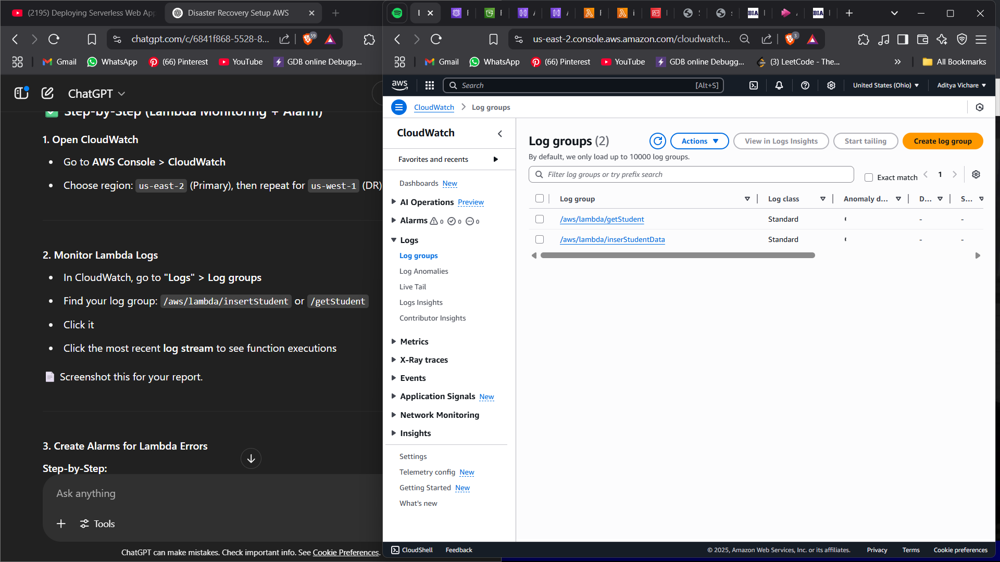 (2195) Deploying Serverless Web App
Disaster Recovery Setup AWS
chatgpt.com/c/6841f868-5528-8...
59
Gmail
WhatsApp
(66) Pinterest
YouTube
GDB online Debugg...
ChatGPT
Step-by-Step (Lambda Monitoring + Alarm)
1. Open CloudWatch
Go to AWS Console > CloudWatch
Choose region: us-east-2 (Primary), then repeat for us-west-1 (DR)
2. Monitor Lambda Logs
In CloudWatch, go to "Logs" > Log groups
Find your log group: /aws/lambda/insertStudent or /getStudent
Click it
Click the most recent log stream to see function executions
Screenshot this for your report.
3. Create Alarms for Lambda Errors
Step-by-Step:
Ask anything
Tools
ChatGPT can make mistakes. Check important info. See Cookie Preferences.
BIA
BIA
us-east-2.console.aws.amazon.com/cloudwatch...
3
Gmail
WhatsApp
(66) Pinterest
YouTube
GDB online Debugg...
(3) LeetCode - The...
All Bookmarks
aws
Search
[Alt+S]
United States (Ohio)
Aditya Vichare
CloudWatch
Log groups
CloudWatch
Favorites and recents
Dashboards New
AI Operations Preview
Alarms 0 0 0
Logs
Log groups
Log Anomalies
Live Tail
Logs Insights
Contributor Insights
Metrics
X-Ray traces
Events
Application Signals New
Network Monitoring
Insights
Settings
Telemetry config New
Getting Started New
What's new
Log groups (2)
Actions
View in Logs Insights
Start tailing
Create log group
By default, we only load up to 10000 log groups.
Filter log groups or try prefix search
Exact match
1
Log group Log class Anomaly d... D... S...
/aws/lambda/getStudent Standard - -
/aws/lambda/inserStudentData Standard - -
CloudShell
Feedback
© 2025, Amazon Web Services, Inc. or its affiliates.
Privacy
Terms
Cookie preferences